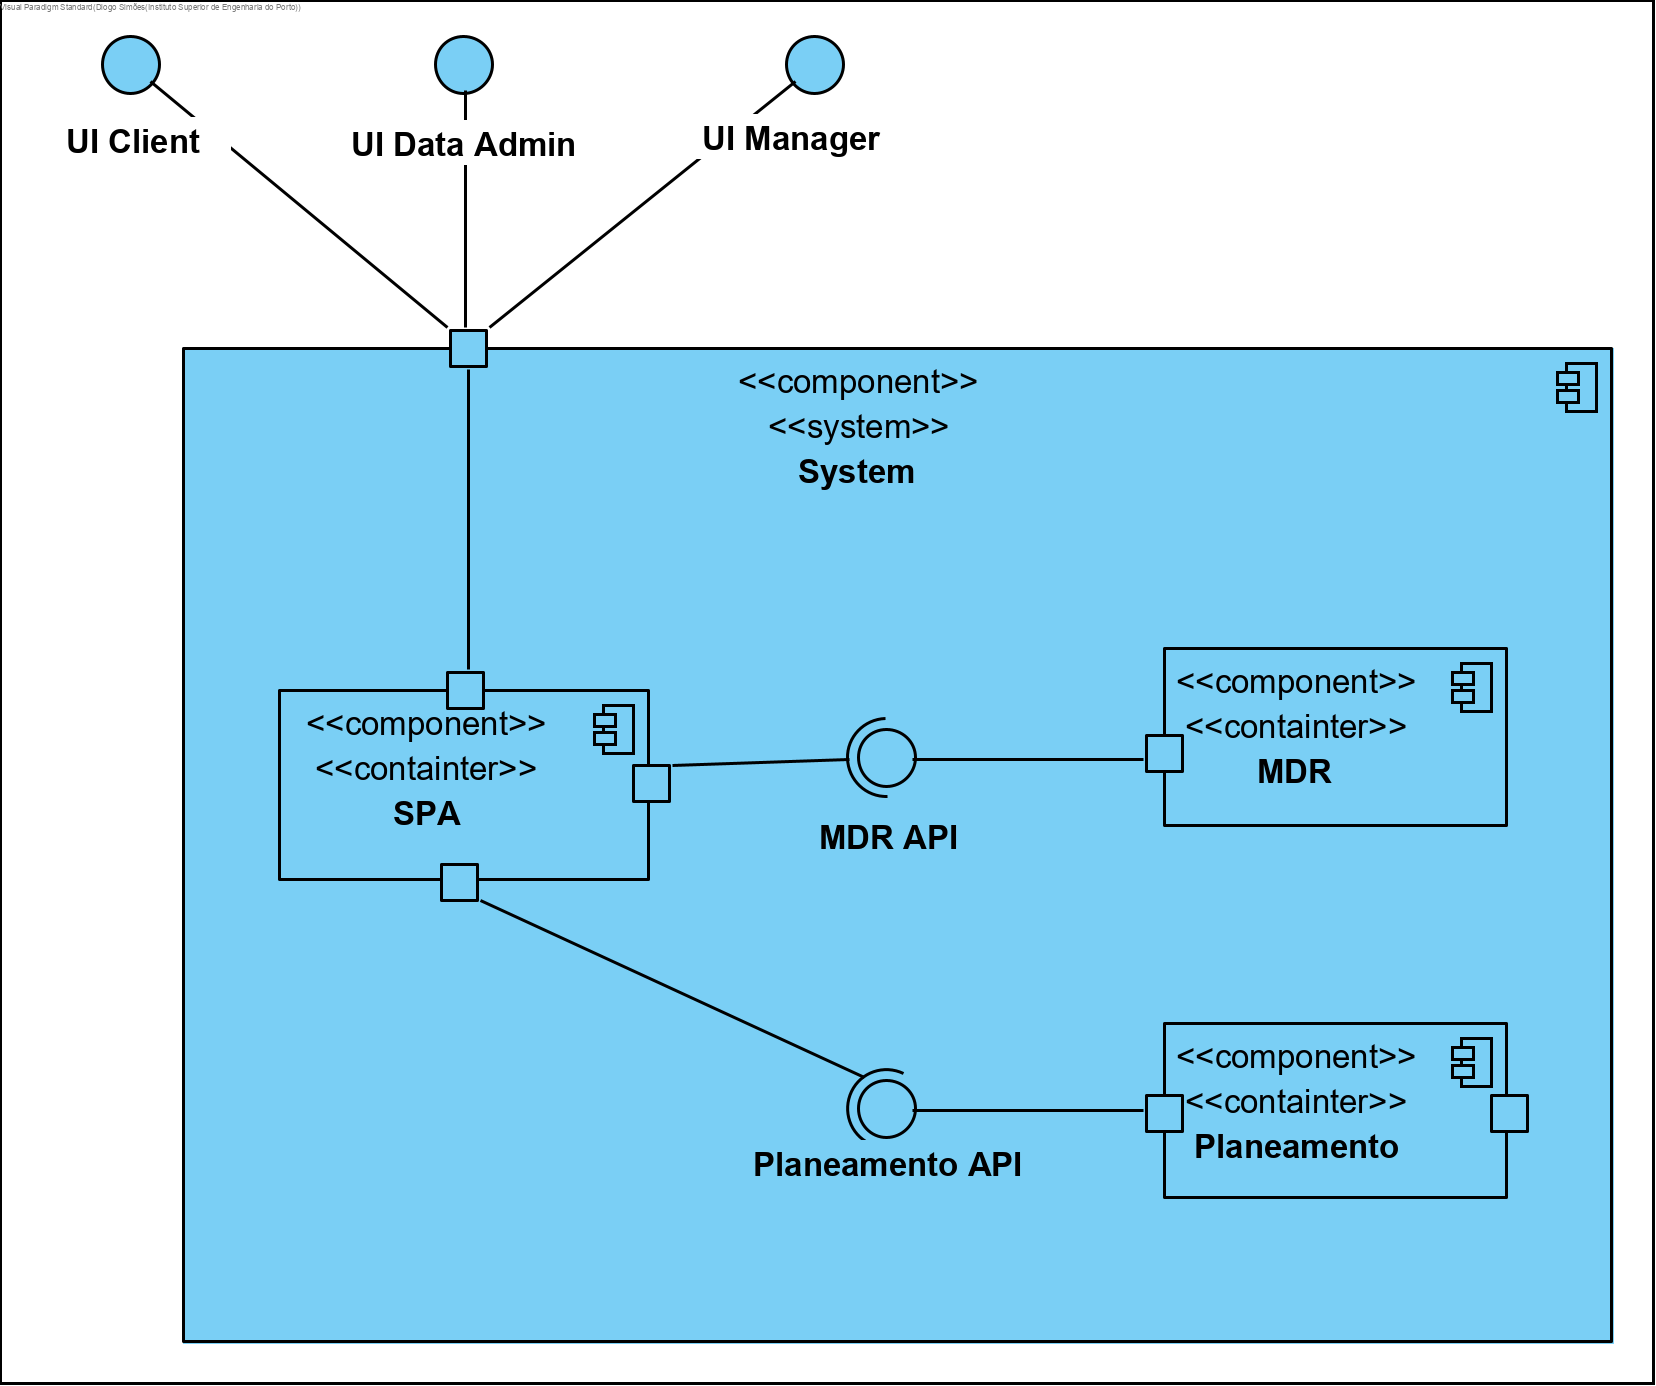 Visual Paradigm Standard(Diogo Simões(Instituto Superior de Engenharia do Porto))
UI Client
UI Data Admin
UI Manager
<<component>>
<<system>>
System
<<component>>
<<containter>>
SPA
MDR API
<<component>>
<<containter>>
MDR
Planeamento API
<<component>>
<<containter>>
Planeamento